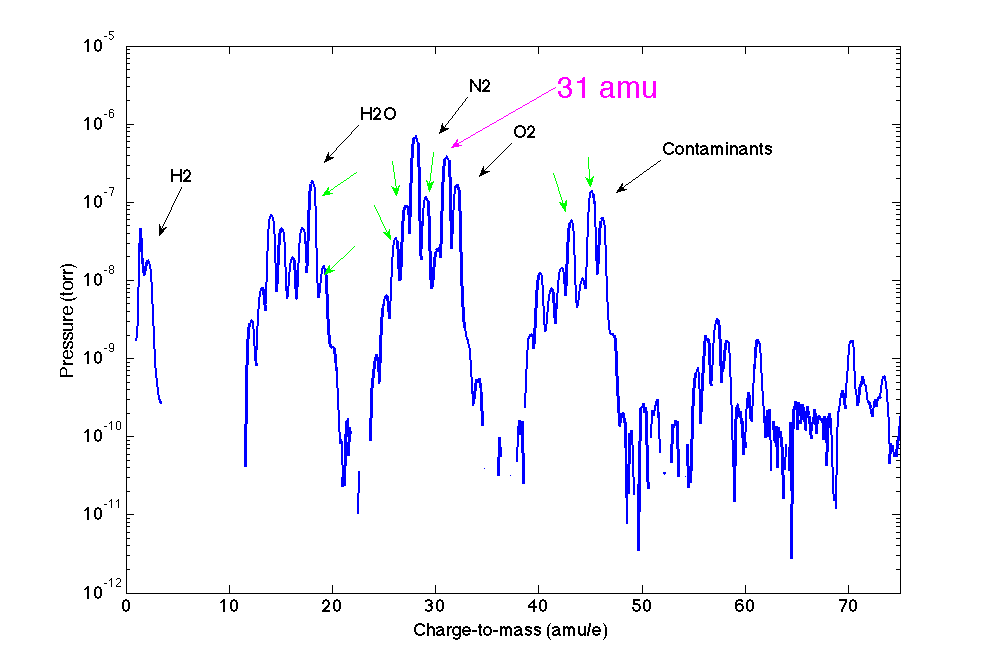 10-5
10-6
10-7
10-8
10-9
10-10
10-11
10-12
Pressure (torr)
H2
H2O
N2
31 amu
O2
Contaminants
0 10 20 30 40 50 60 70
Charge-to-mass (amu/e)